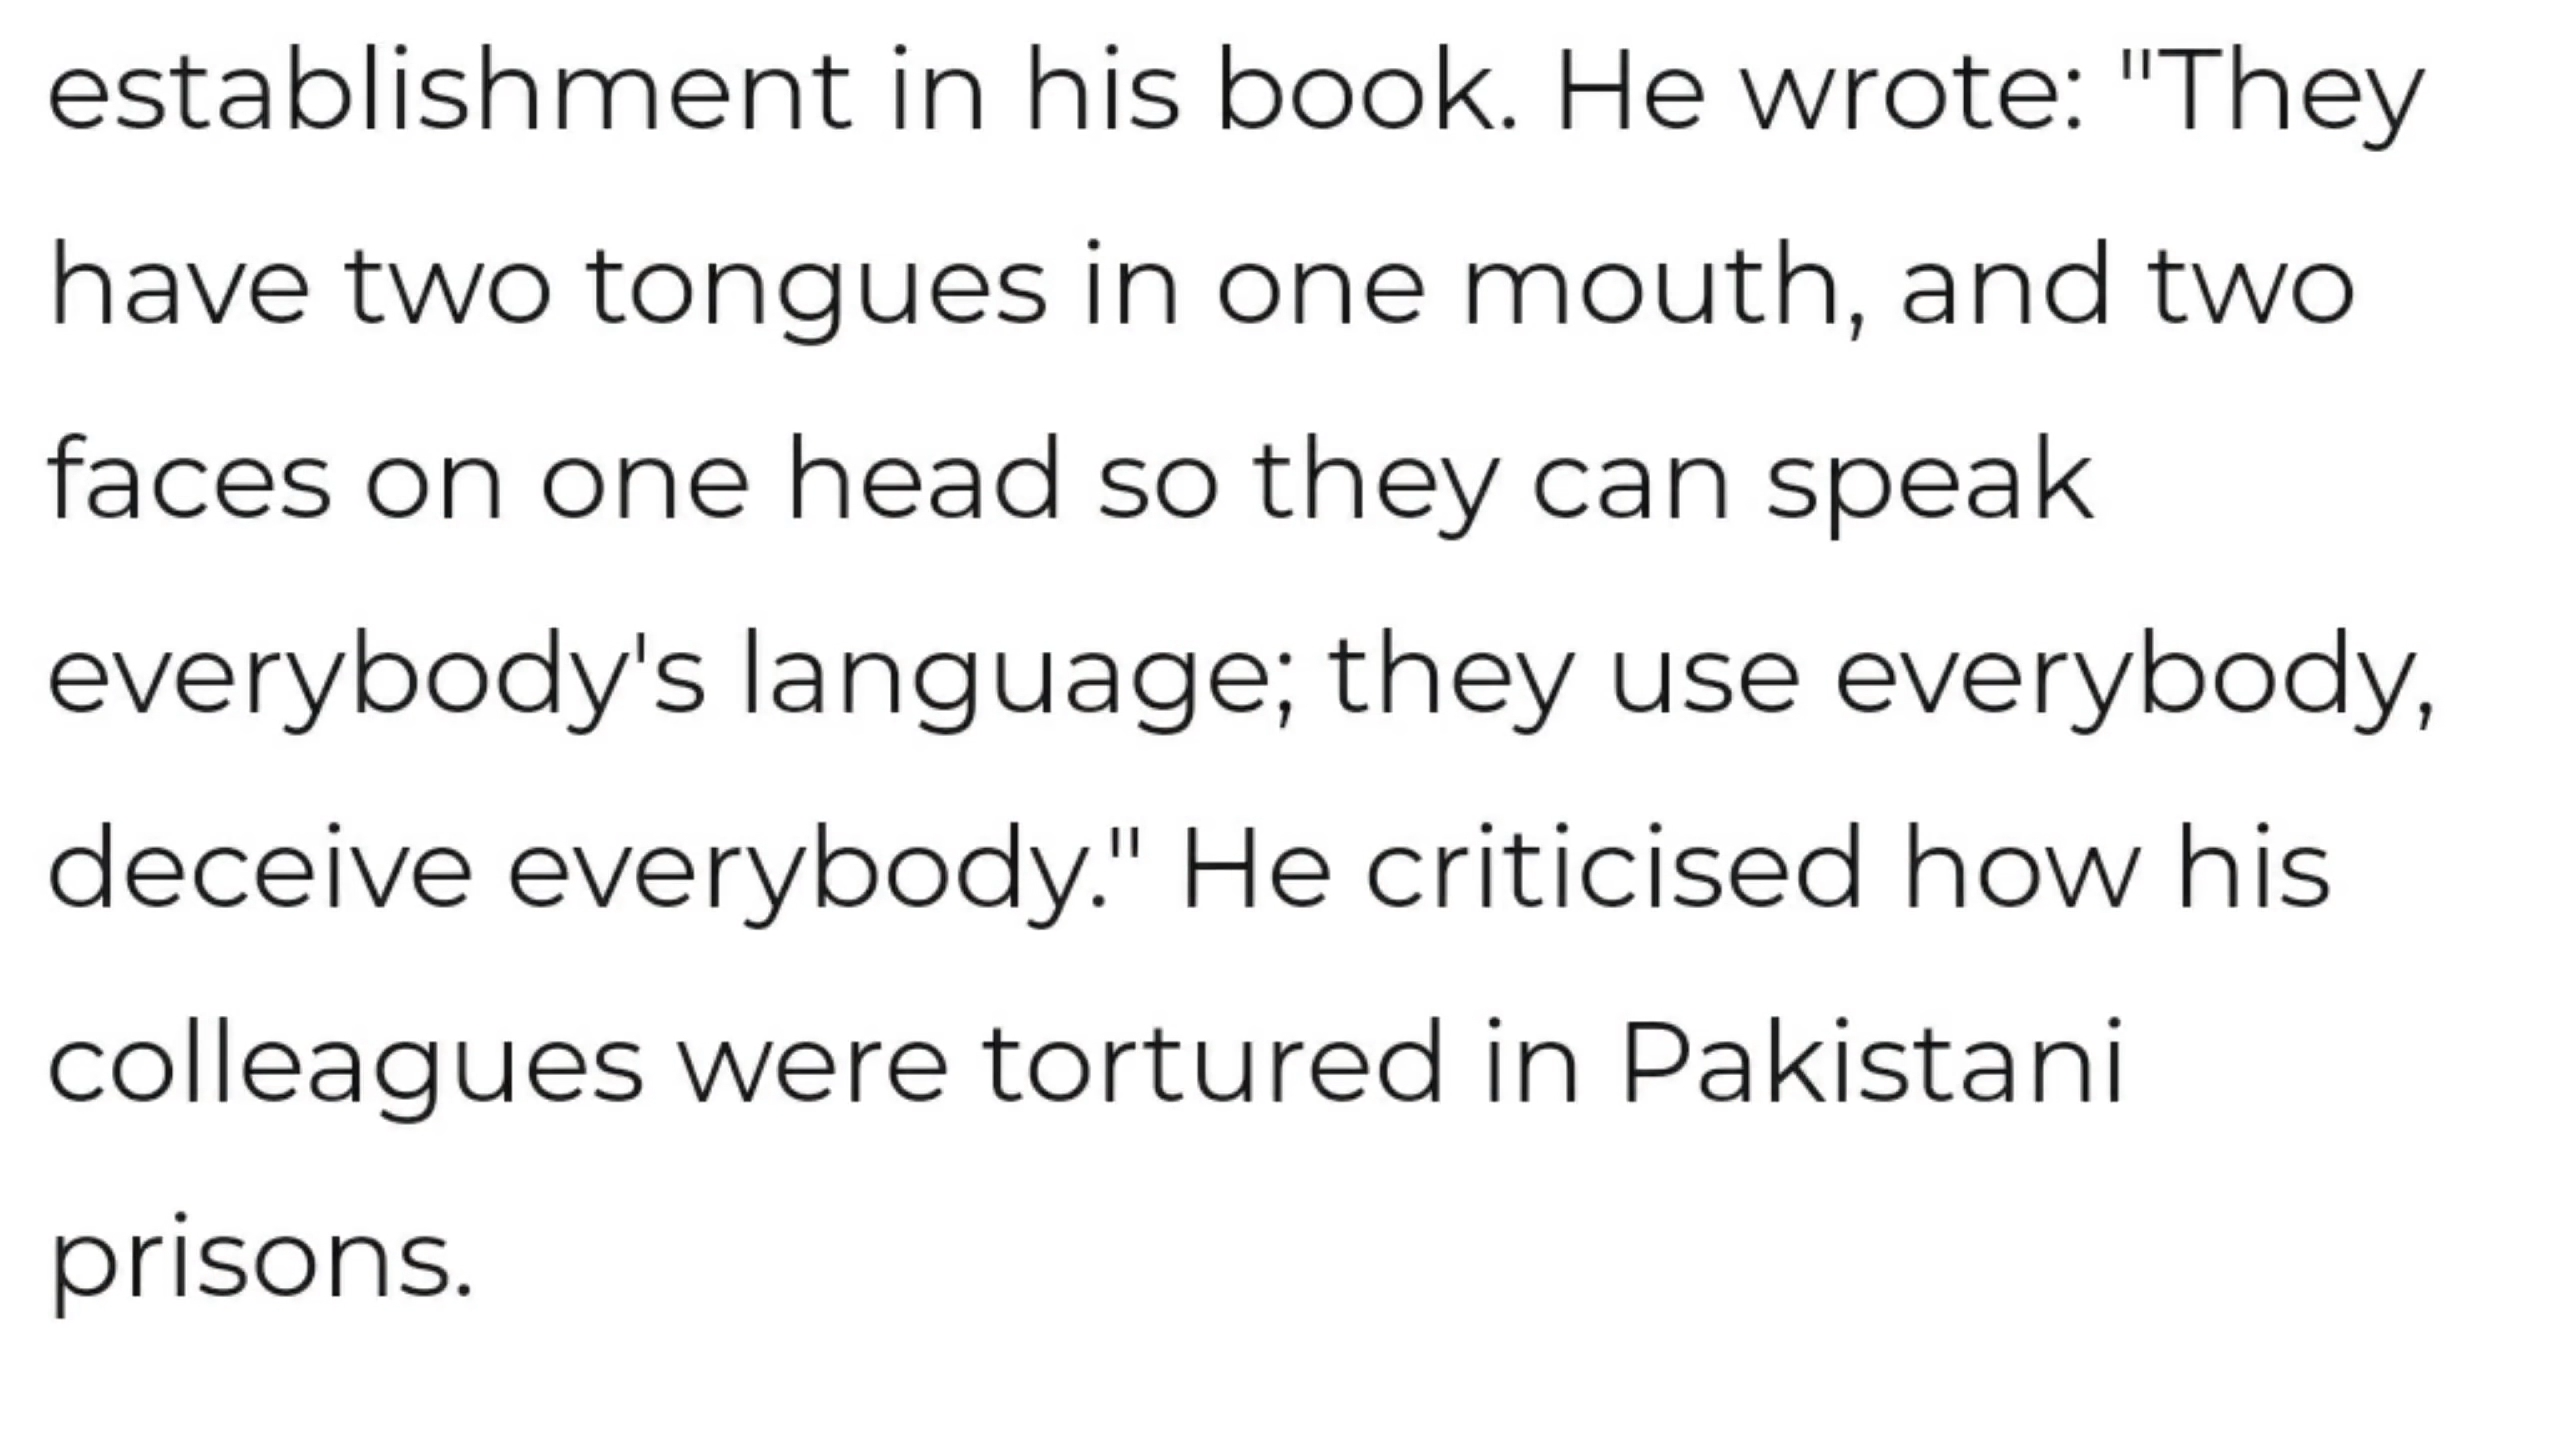 establishment in his book. He wrote: "They
have two tongues in one mouth, and two
faces on one head so they can speak
everybody's language; they use everybody,
deceive everybody." He criticised how his
colleagues were tortured in Pakistani
prisons.